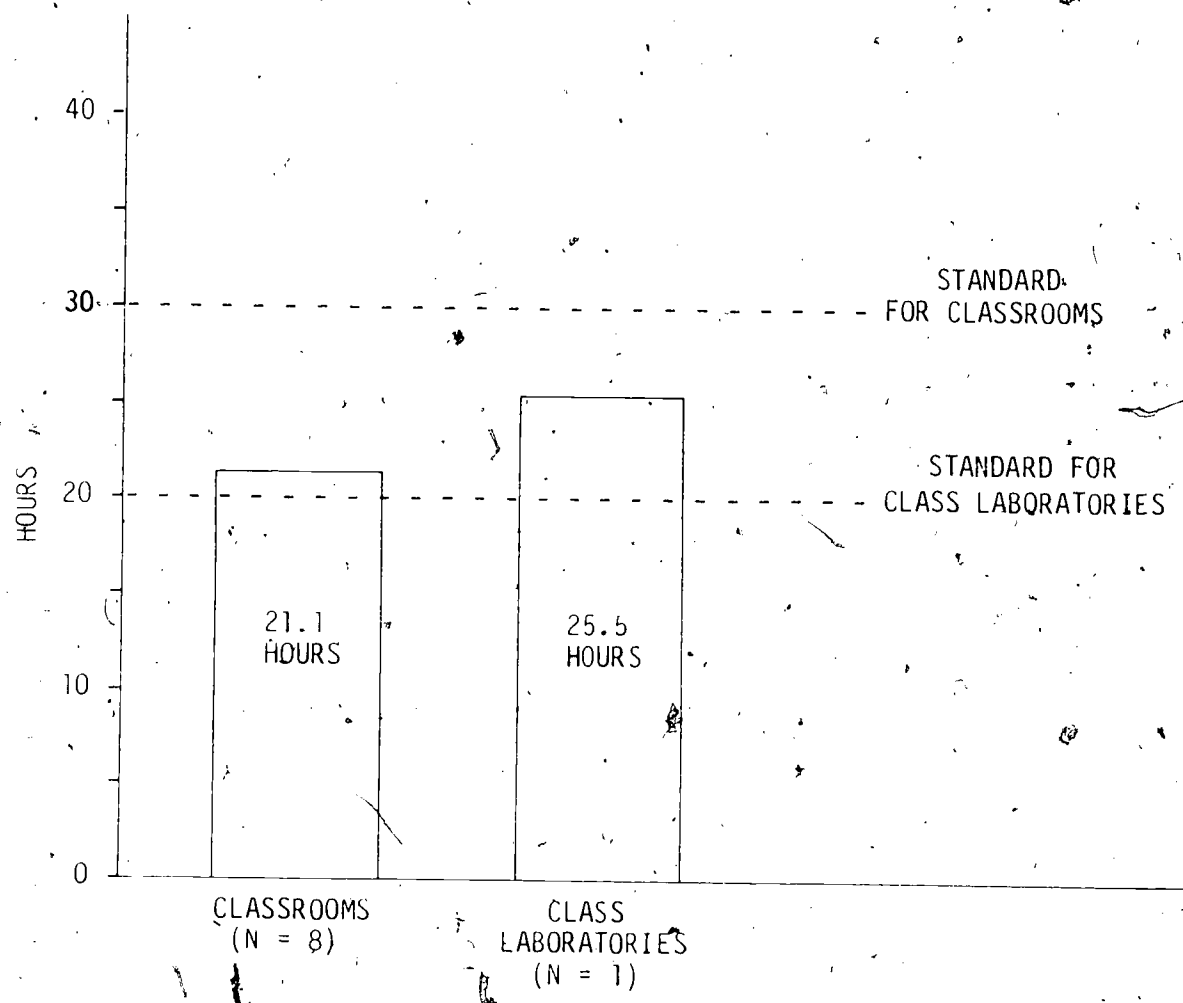 40
STANDARD
FOR CLASSROOMS
30
STANDARD FOR
CLASS LABORATORIES
HOURS
20
21.1
HOURS
25.5
HOURS
10
0
CLASSROOMS
(N = 8)
CLASS
LABORATORIES
(N = 1)